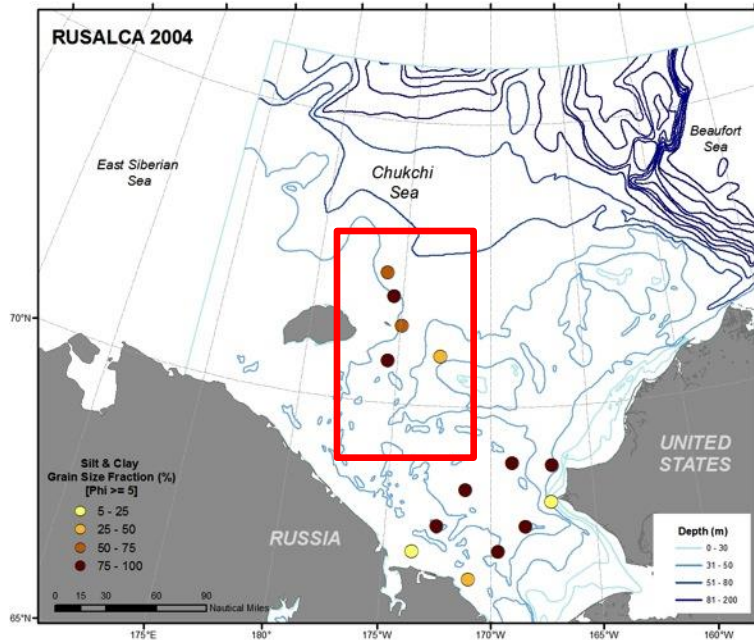 RUSALCA 2004
East Siberian
Sea
Chukchi
Sea
Beaufort
Sea
70°N
65°N
UNITED
STATES
RUSSIA
Silt & Clay
Grain Size Fraction (%)
[Phi >= 5]
5 - 25
25 - 50
50 - 75
75 - 100
0 15 30 60 90
Nautical Miles
Depth (m)
0 - 30
31 - 50
51 - 80
81 - 200
175°E
180°
175°W
170°W
165°W
160°W